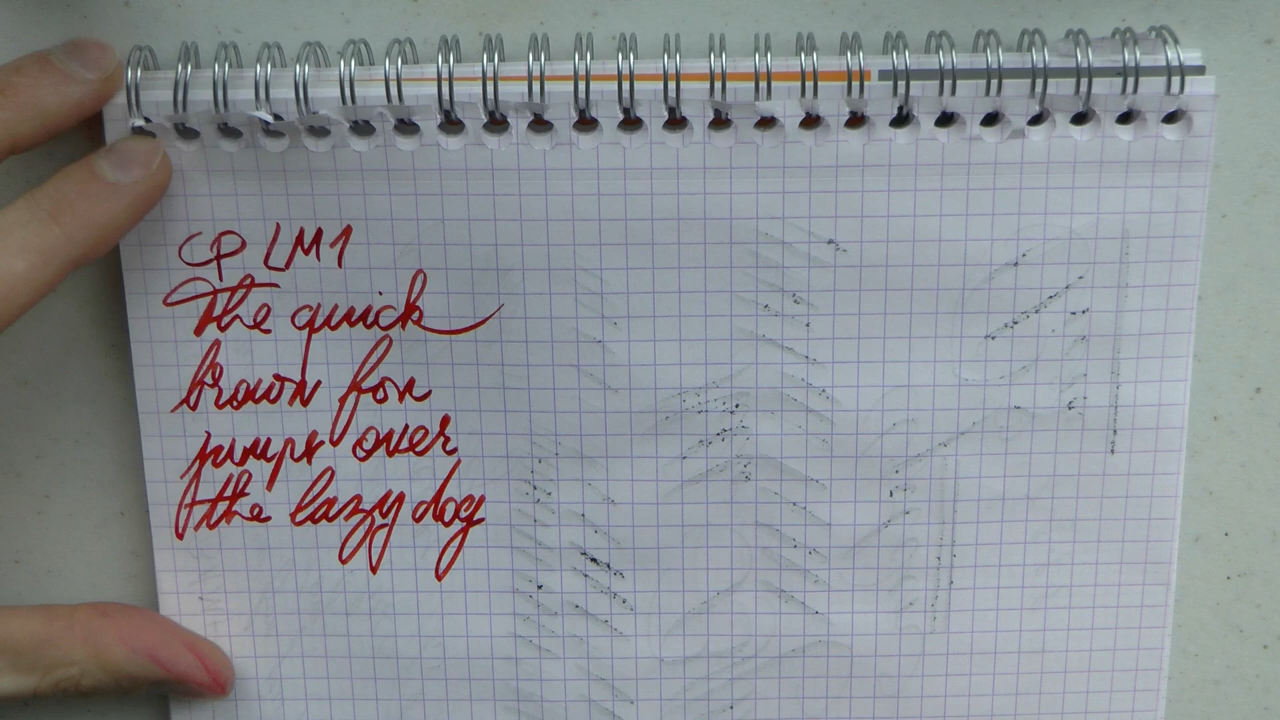 CP LM1
The quick
brown fox
jumps over
the lazy dog